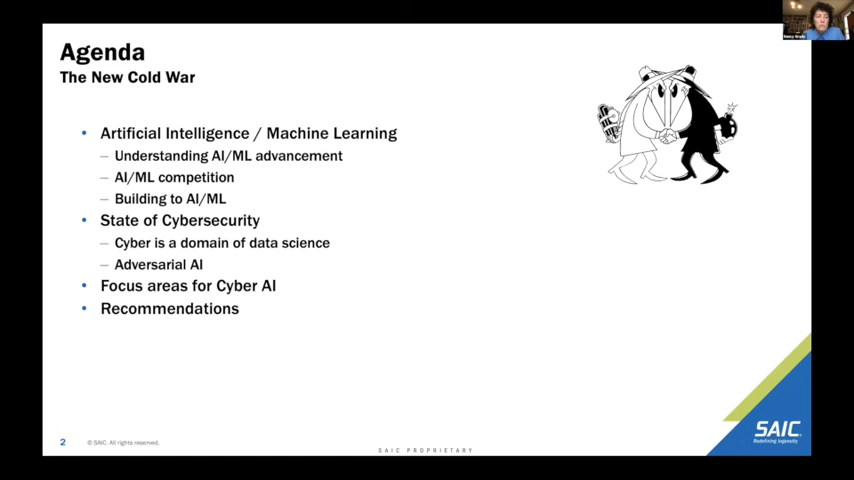 Agenda
The New Cold War
• Artificial Intelligence / Machine Learning
– Understanding AI/ML advancement
– AI/ML competition
– Building to AI/ML
• State of Cybersecurity
– Cyber is a domain of data science
– Adversarial AI
• Focus areas for Cyber AI
• Recommendations
2 © SAIC. All rights reserved.
SAIC PROPRIETARY
SAIC
Redefining Ingenuity